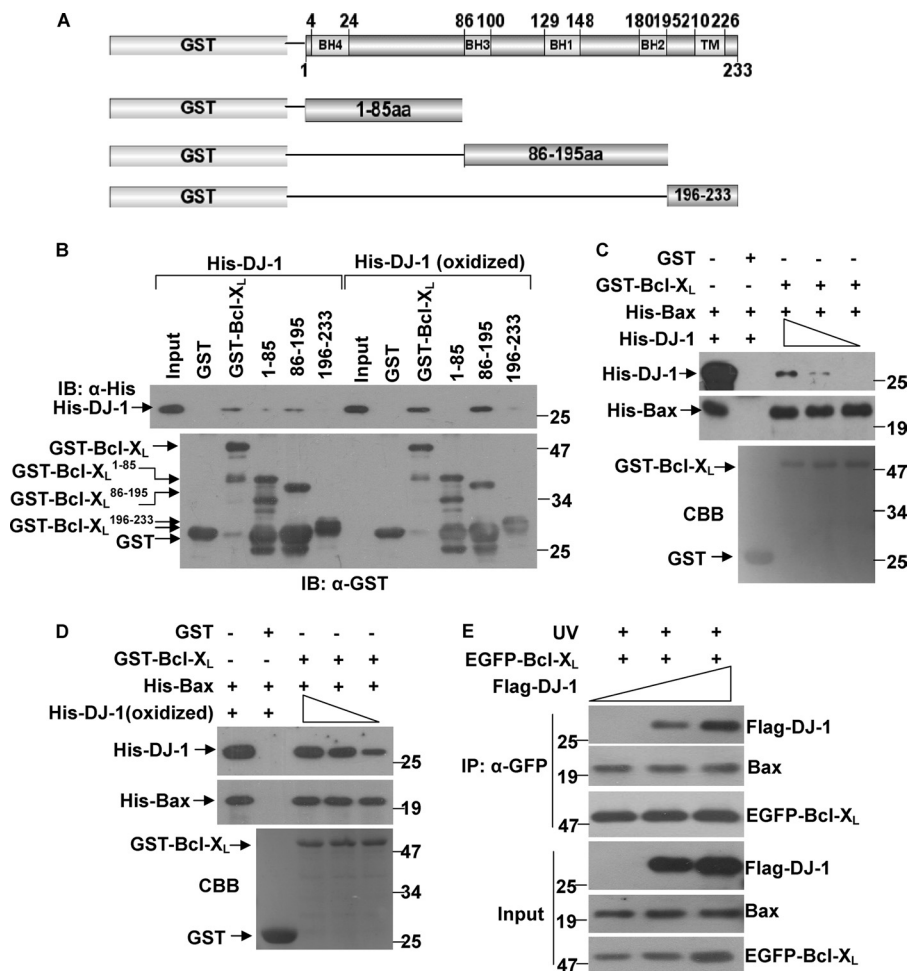 A
4 24 86 100 129 148 180 195 210 226
GST BH4 BH3 BH1 BH2 TM
1 233
GST 1-85aa
GST 86-195aa
GST 196-233
B
His-DJ-1 His-DJ-1 (oxidized)
Input GST GST-Bcl-XL 1-85 86-195 196-233 Input GST GST-Bcl-XL 1-85 86-195 196-233
IB: α-His
His-DJ-1 25
GST-Bcl-XL 47
GST-Bcl-XL1-85
GST-Bcl-XL86-195 34
GST-Bcl-XL196-233
GST 25
IB: α-GST
C
GST - + - - -
GST-Bcl-XL - - + + +
His-Bax - + + + +
His-DJ-1 + +
His-DJ-1 25
His-Bax 19
GST-Bcl-XL 47
CBB 34
GST 25
D
GST - + - - -
GST-Bcl-XL - - + + +
His-Bax + + + + +
His-DJ-1(oxidized) + +
His-DJ-1 25
His-Bax 19
GST-Bcl-XL 47
CBB 34
GST 25
E
UV + + +
EGFP-Bcl-XL + + +
Flag-DJ-1
IP: α-GFP
25 Flag-DJ-1
19 Bax
47 EGFP-Bcl-XL
Input
25 Flag-DJ-1
19 Bax
47 EGFP-Bcl-XL